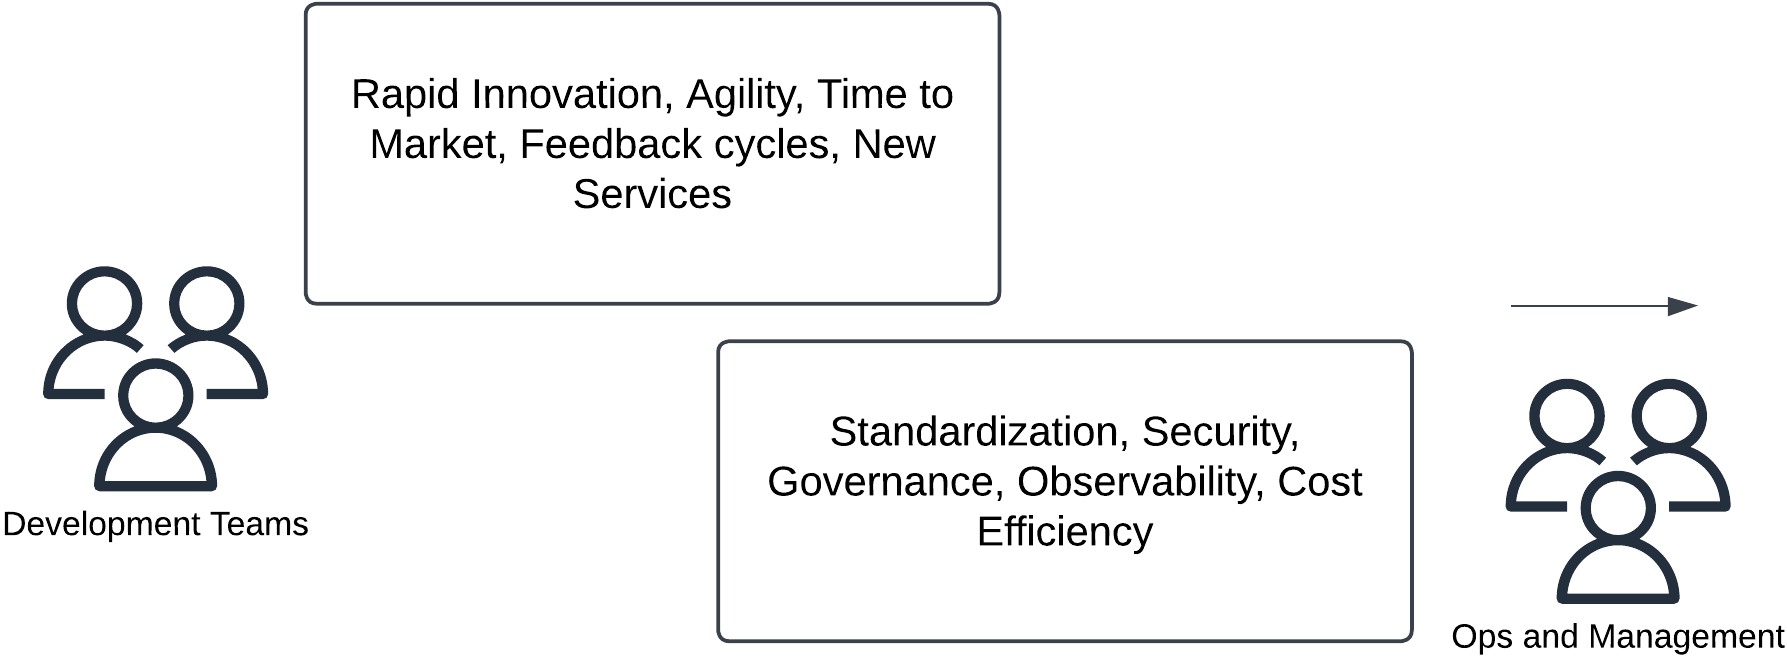 Rapid Innovation, Agility, Time to
Market, Feedback cycles, New
Services
Development Teams
Standardization, Security,
Governance, Observability, Cost
Efficiency
Ops and Management